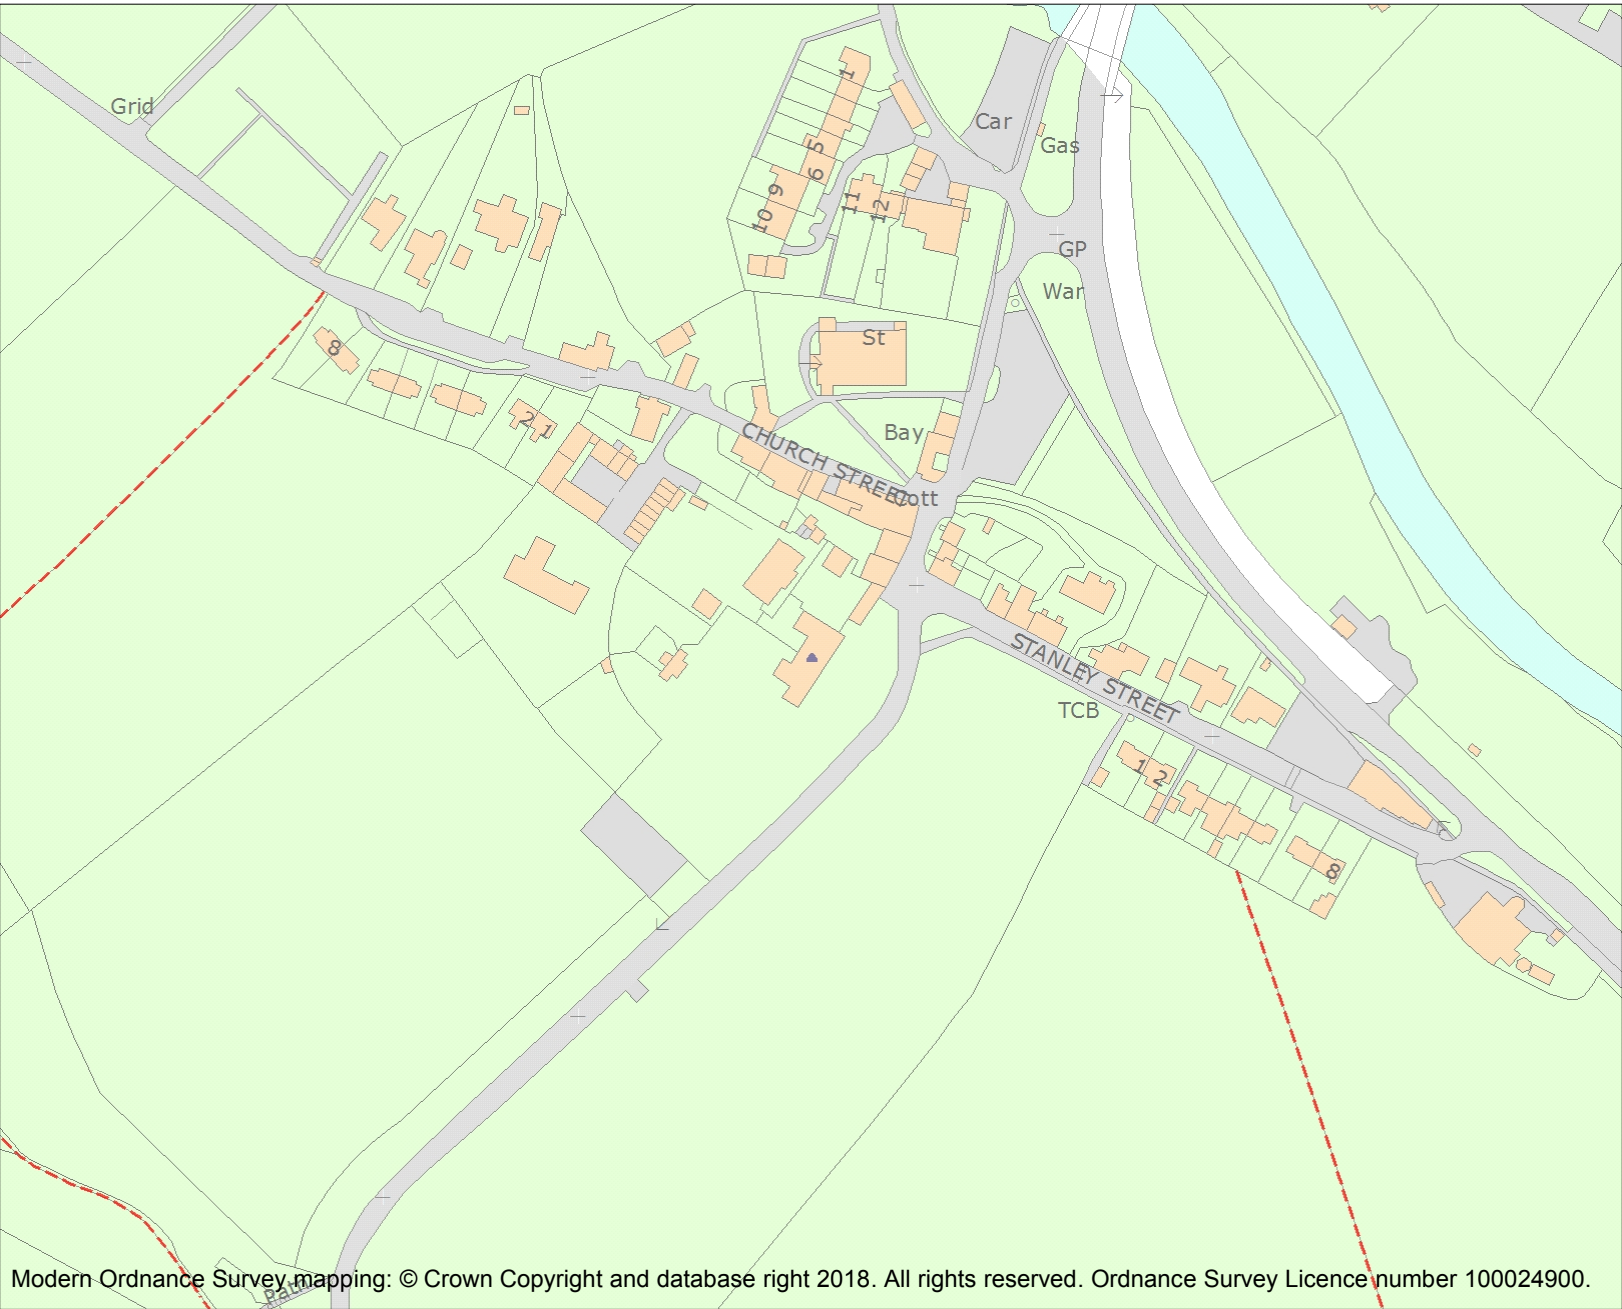 Grid
1
5
6
9
10
11
12
Car
Gas
GP
War
St
8
2 1
Bay
CHURCH STREET
Cott
STANLEY STREET
TCB
1 2
8
Path
Modern Ordnance Survey mapping: © Crown Copyright and database right 2018. All rights reserved. Ordnance Survey Licence number 100024900.